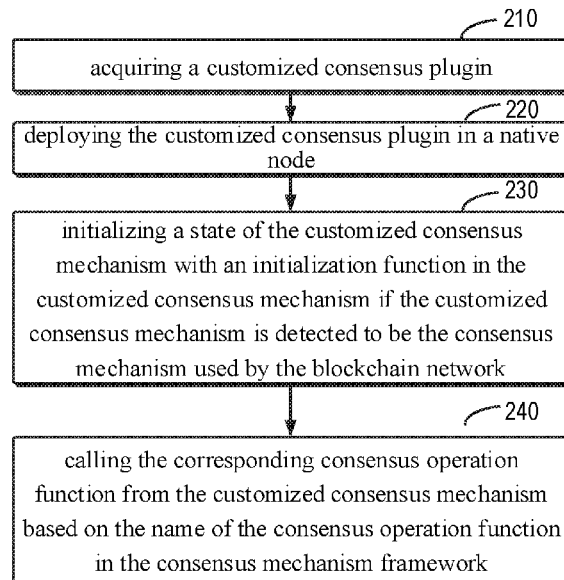 210
acquiring a customized consensus plugin
220
deploying the customized consensus plugin in a native
node
230
initializing a state of the customized consensus
mechanism with an initialization function in the
customized consensus mechanism if the customized
consensus mechanism is detected to be the consensus
mechanism used by the blockchain network
240
calling the corresponding consensus operation
function from the customized consensus mechanism
based on the name of the consensus operation function
in the consensus mechanism framework